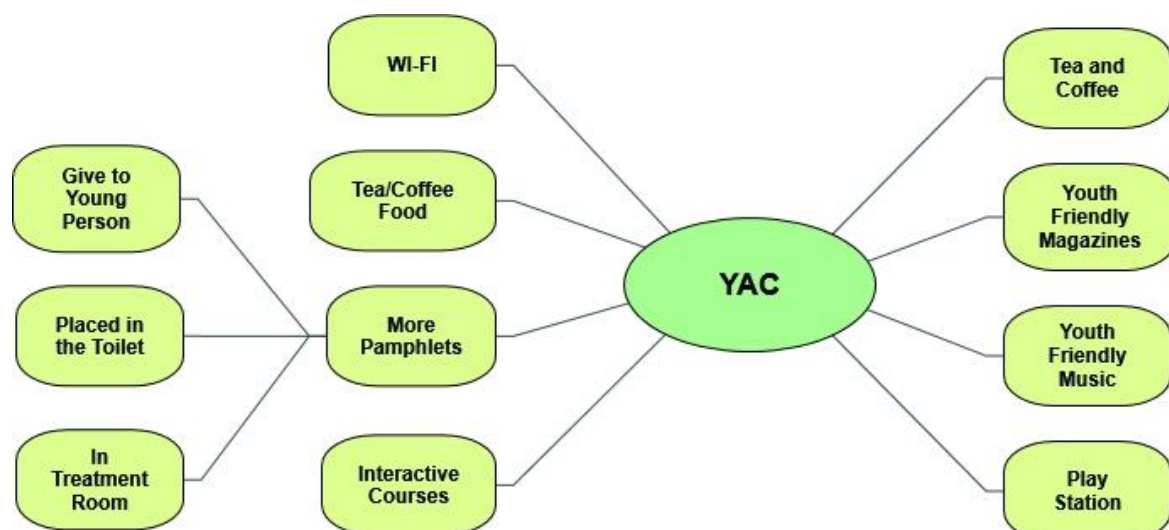 WI-FI
Tea/Coffee
Food
More
Pamphlets
Interactive
Courses
Give to
Young
Person
Placed in
the Toilet
In
Treatment
Room
YAC
Tea and
Coffee
Youth
Friendly
Magazines
Youth
Friendly
Music
Play
Station